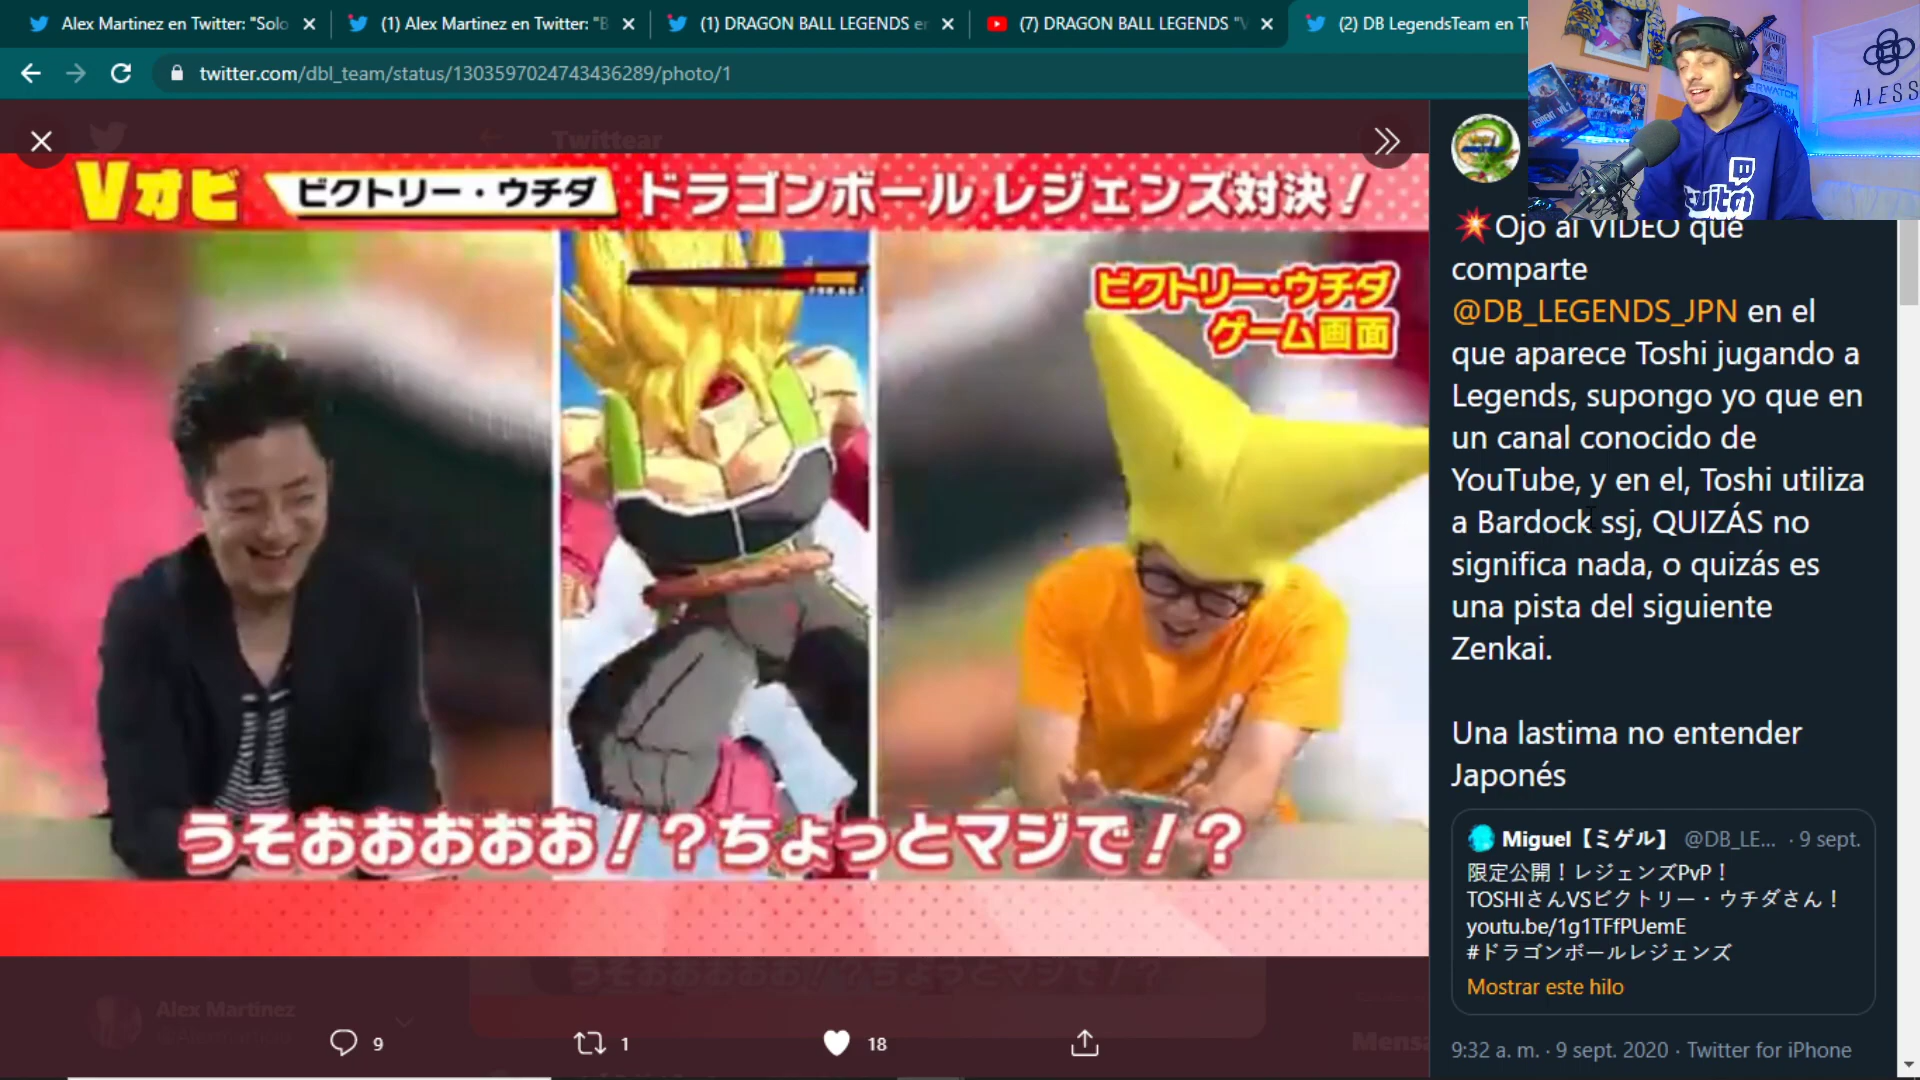 Alex Martinez en Twitter: "Solo
(1) Alex Martinez en Twitter: "B
(1) DRAGON BALL LEGENDS en
(7) DRAGON BALL LEGENDS "V
(2) DB LegendsTeam en Tw
twitter.com/dbl_team/status/1303597024743436289/photo/1
Twittear
Vオビ
ビクトリー・ウチダ
ドラゴンボール レジェンズ対決！
ビクトリー・ウチダ
ゲーム画面
うそおおおおお！？ちょっとマジで！？
Alex Martinez
9
1
18
ALESS
twitch
💥Ojo al VIDEO que
comparte
@DB_LEGENDS_JPN en el
que aparece Toshi jugando a
Legends, supongo yo que en
un canal conocido de
YouTube, y en el, Toshi utiliza
a Bardock ssj, QUIZÁS no
significa nada, o quizás es
una pista del siguiente
Zenkai.
Una lastima no entender
Japonés
Miguel【ミゲル】 @DB_LE... · 9 sept.
限定公開！レジェンズPvP！
TOSHIさんVSビクトリー・ウチダさん！
youtu.be/1g1TFfPUemE
#ドラゴンボールレジェンズ
Mostrar este hilo
9:32 a. m. · 9 sept. 2020 · Twitter for iPhone